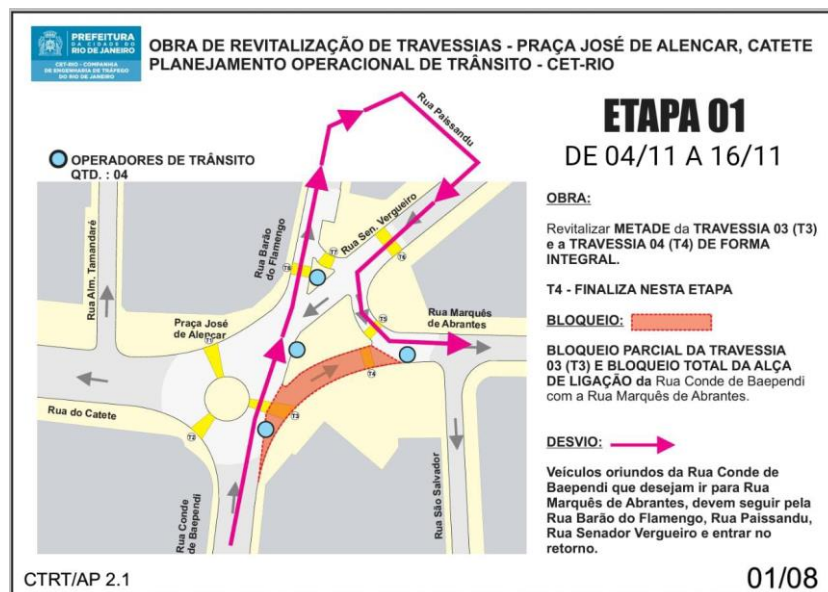 PREFEITURA
DA CIDADE DO
RIO DE JANEIRO
CET-RIO - COMPANHIA
DE ENGENHARIA DE TRÁFEGO
DO RIO DE JANEIRO
OBRA DE REVITALIZAÇÃO DE TRAVESSIAS - PRAÇA JOSÉ DE ALENCAR, CATETE
PLANEJAMENTO OPERACIONAL DE TRÂNSITO - CET-RIO
ETAPA 01
DE 04/11 A 16/11
OPERADORES DE TRÂNSITO
QTD. : 04
Rua Paissandu
Rua Alm. Tamandaré
Rua Barão
do Flamengo
Rua Sen. Vergueiro
T7
T8
T6
Praça José
de Alencar
T1
Rua Marquês
de Abrantes
T5
T4
T3
T2
Rua do Catete
Rua Conde
de Baependi
Rua São Salvador
OBRA:
Revitalizar METADE da TRAVESSIA 03 (T3)
e a TRAVESSIA 04 (T4) DE FORMA
INTEGRAL.
T4 - FINALIZA NESTA ETAPA
BLOQUEIO:
BLOQUEIO PARCIAL DA TRAVESSIA
03 (T3) E BLOQUEIO TOTAL DA ALÇA
DE LIGAÇÃO da Rua Conde de Baependi
com a Rua Marquês de Abrantes.
DESVIO:
Veículos oriundos da Rua Conde de
Baependi que desejam ir para Rua
Marquês de Abrantes, devem seguir pela
Rua Barão do Flamengo, Rua Paissandu,
Rua Senador Vergueiro e entrar no
retorno.
CTRT/AP 2.1
01/08